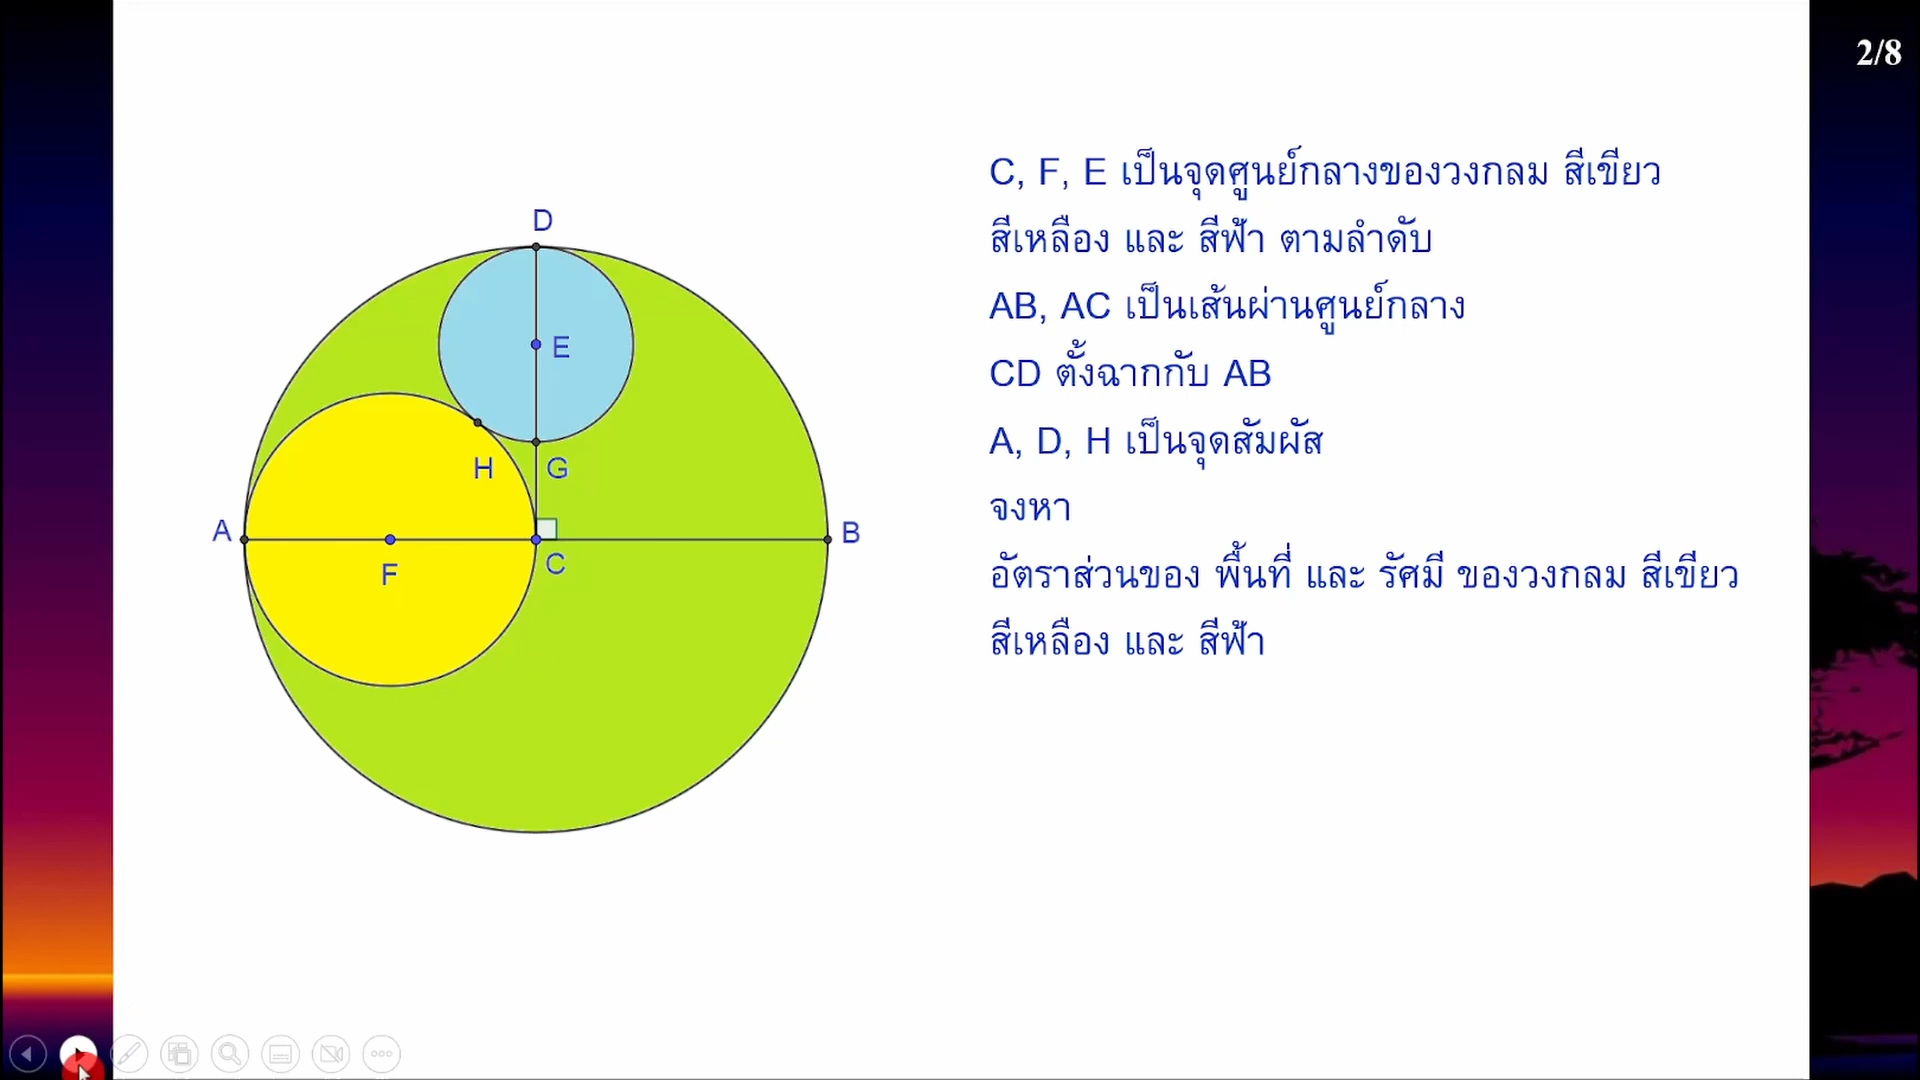 2/8
C, F, E เป็นจุดศูนย์กลางของวงกลม สีเขียว
สีเหลือง และ สีฟ้า ตามลำดับ
AB, AC เป็นเส้นผ่านศูนย์กลาง
CD ตั้งฉากกับ AB
A, D, H เป็นจุดสัมผัส
จงหา
อัตราส่วนของ พื้นที่ และ รัศมี ของวงกลม สีเขียว
สีเหลือง และ สีฟ้า
D
E
H
G
A
B
F
C